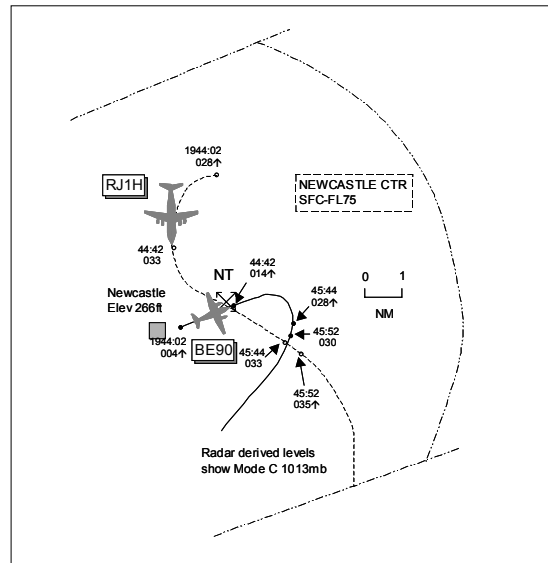 1944:02
028↑
RJ1H
NEWCASTLE CTR
SFC-FL75
44:42
033
NT
44:42
014↑
0 1
NM
Newcastle
Elev 266ft
45:44
028↑
45:52
030
1944:02
004↑
BE90
45:44
033
45:52
035↑
Radar derived levels
show Mode C 1013mb